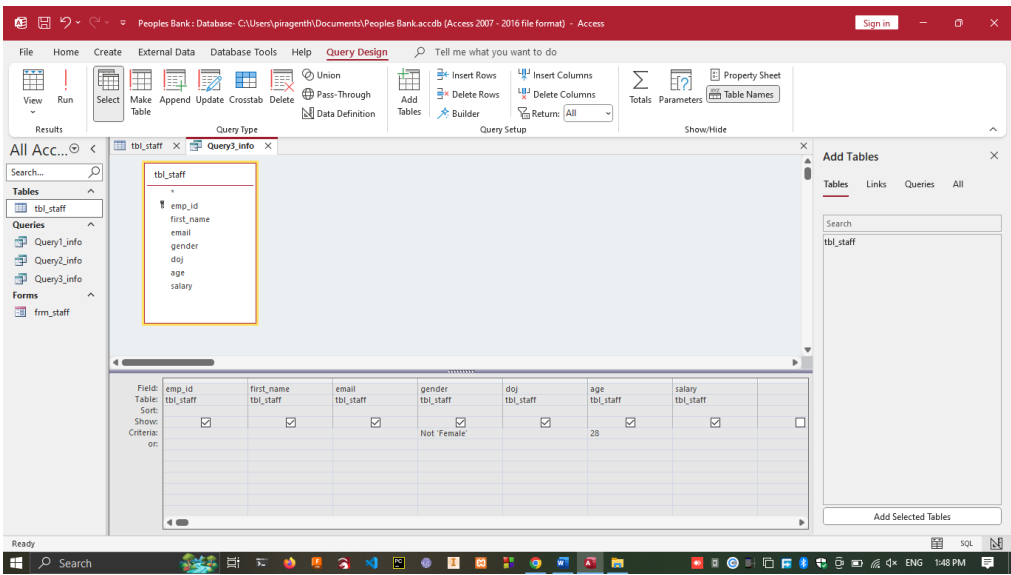 Peoples Bank : Database- C:\Users\piragenth\Documents\Peoples Bank.accdb (Access 2007 - 2016 file format) - Access
Sign in
File Home Create External Data Database Tools Help Query Design Tell me what you want to do
View
Run
Select
Make Table
Append
Update
Crosstab
Delete
Union
Pass-Through
Data Definition
Add Tables
Insert Rows
Delete Rows
Builder
Insert Columns
Delete Columns
Return: All
Totals
Parameters
Property Sheet
Table Names
Results
Query Type
Query Setup
Show/Hide
All Acc...
Search...
Tables
tbl_staff
Queries
Query1_info
Query2_info
Query3_info
Forms
frm_staff
tbl_staff
Query3_info
tbl_staff
*
emp_id
first_name
email
gender
doj
age
salary
Field: emp_id first_name email gender doj age salary
Table: tbl_staff tbl_staff tbl_staff tbl_staff tbl_staff tbl_staff tbl_staff
Sort:
Show:
Criteria: Not 'Female' 28
or:
Add Tables
Tables Links Queries All
Search
tbl_staff
Add Selected Tables
Ready
SQL
Search
ENG 1:48 PM